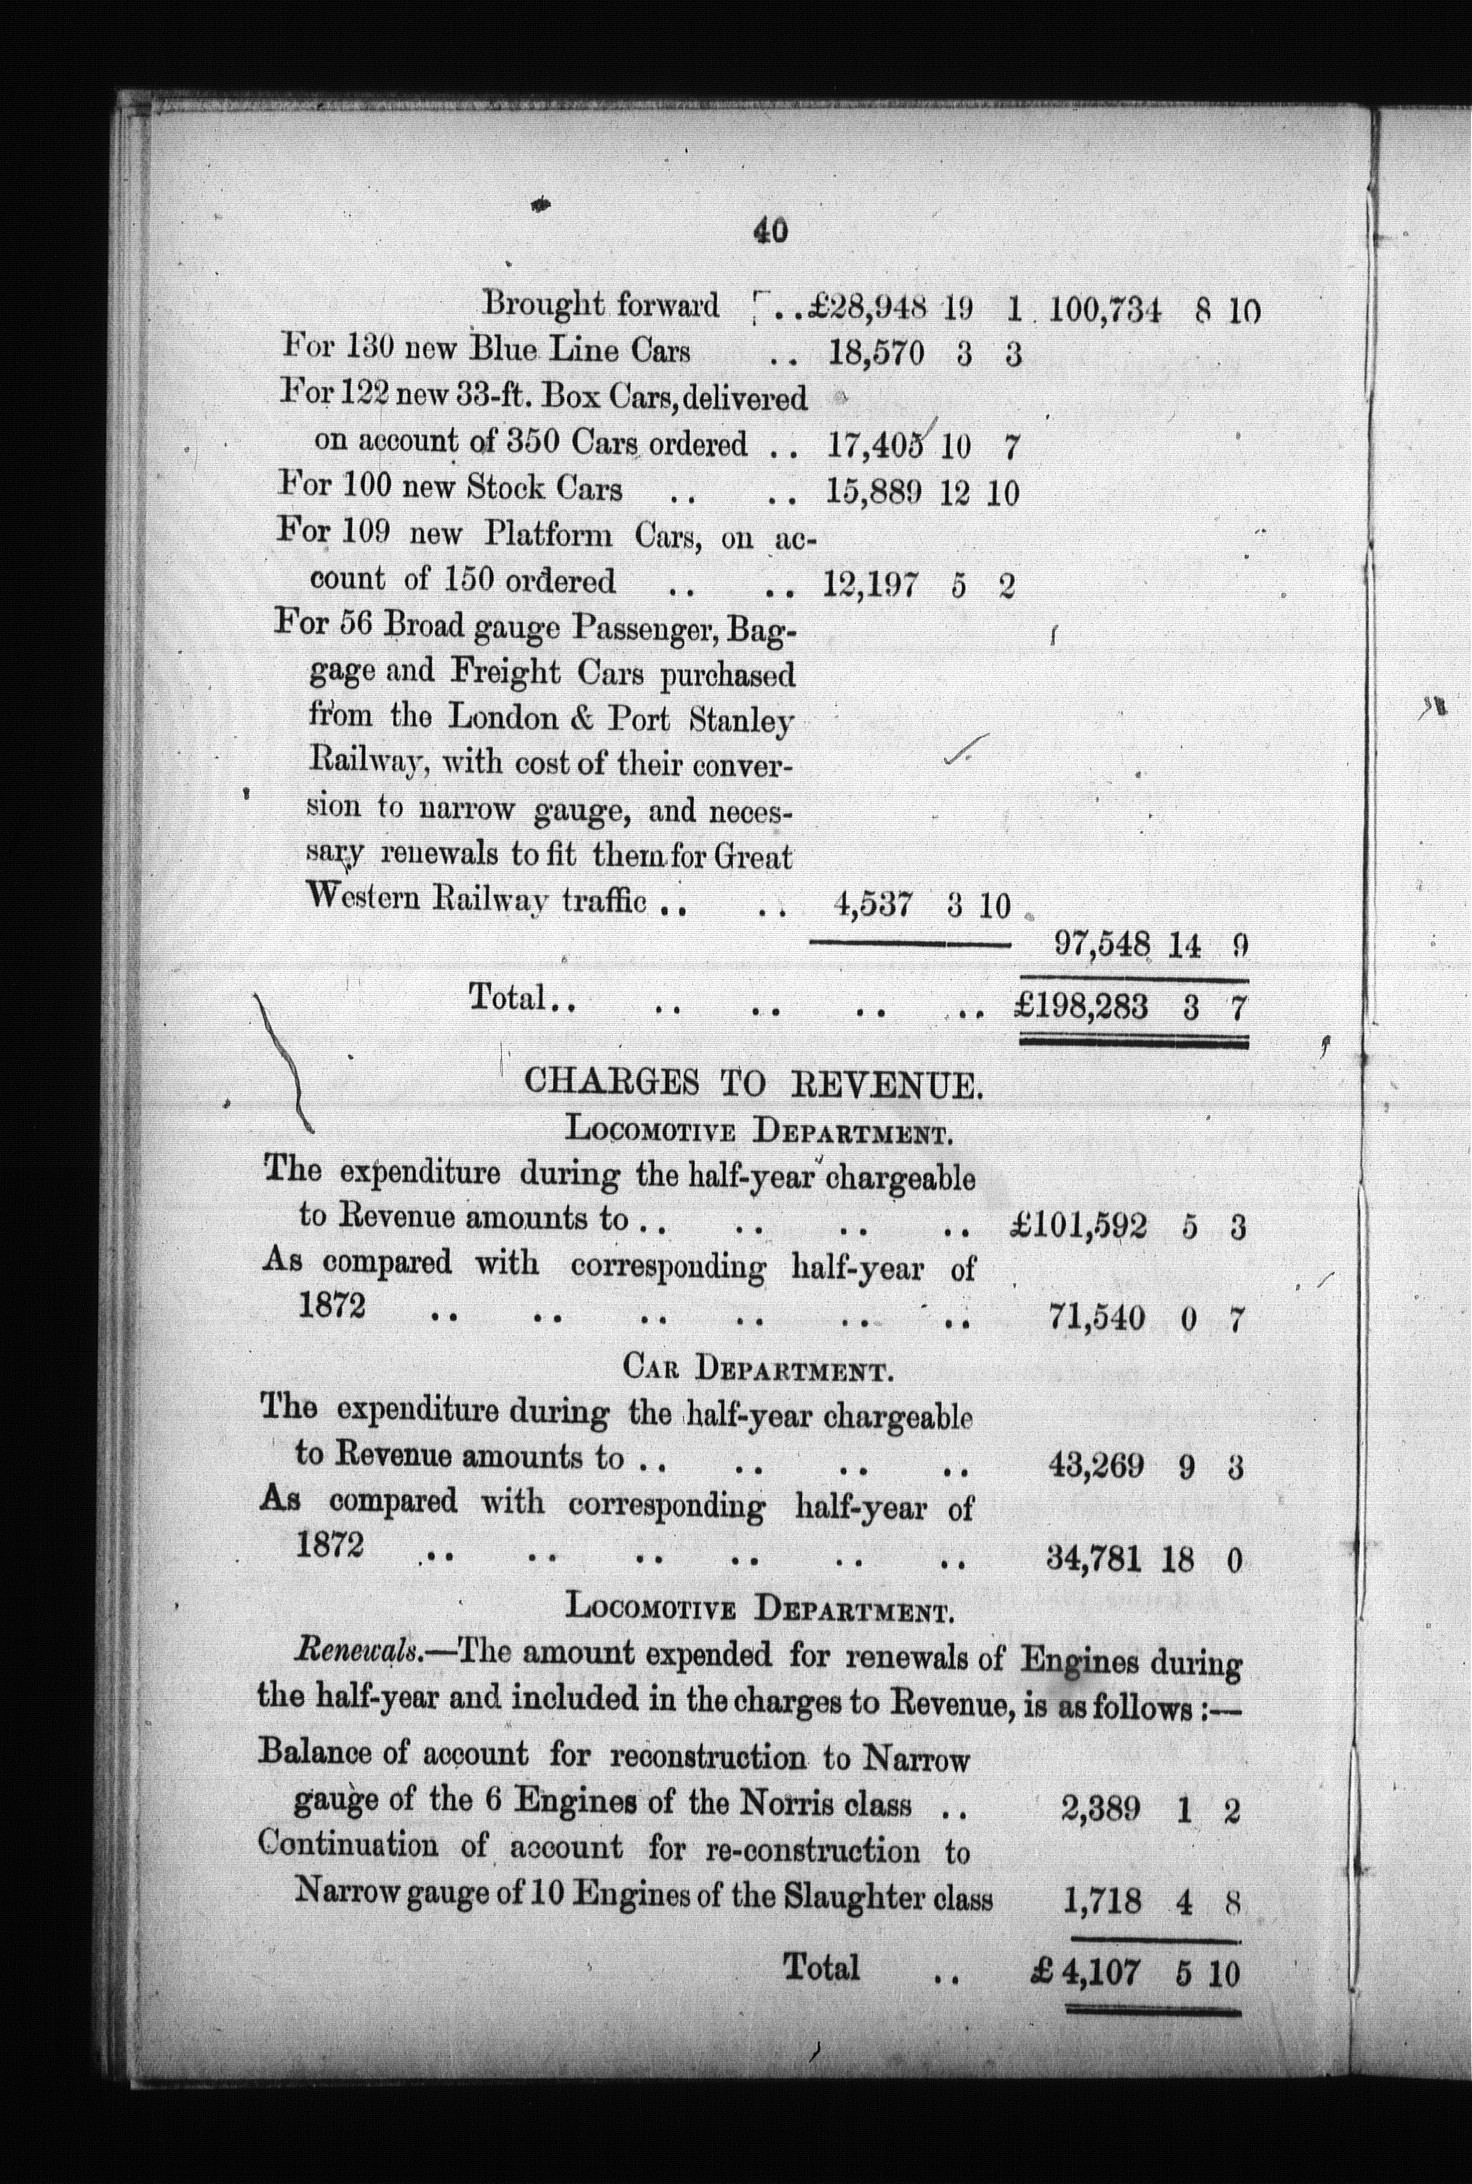 40
Brought forward ..£28,948 19 1 100,734 8 10
For 130 new Blue Line Cars .. 18,570 3 3
For 122 new 33-ft. Box Cars, delivered
on account of 350 Cars ordered .. 17,405 10 7
For 100 new Stock Cars .. .. 15,889 12 10
For 109 new Platform Cars, on ac-
count of 150 ordered .. .. 12,197 5 2
For 56 Broad gauge Passenger, Bag-
gage and Freight Cars purchased
from the London & Port Stanley
Railway, with cost of their conver-
sion to narrow gauge, and neces-
sary renewals to fit them for Great
Western Railway traffic .. .. 4,537 3 10
97,548 14 9
Total .. .. .. .. .. £198,283 3 7
CHARGES TO REVENUE.
LOCOMOTIVE DEPARTMENT.
The expenditure during the half-year chargeable
to Revenue amounts to .. .. .. .. £101,592 5 3
As compared with corresponding half-year of
1872 .. .. .. .. .. .. 71,540 0 7
CAR DEPARTMENT.
The expenditure during the half-year chargeable
to Revenue amounts to .. .. .. .. 43,269 9 3
As compared with corresponding half-year of
1872 .. .. .. .. .. .. 34,781 18 0
LOCOMOTIVE DEPARTMENT.
Renewals.—The amount expended for renewals of Engines during
the half-year and included in the charges to Revenue, is as follows :—
Balance of account for reconstruction to Narrow
gauge of the 6 Engines of the Norris class .. 2,389 1 2
Continuation of account for re-construction to
Narrow gauge of 10 Engines of the Slaughter class 1,718 4 8
Total .. £ 4,107 5 10